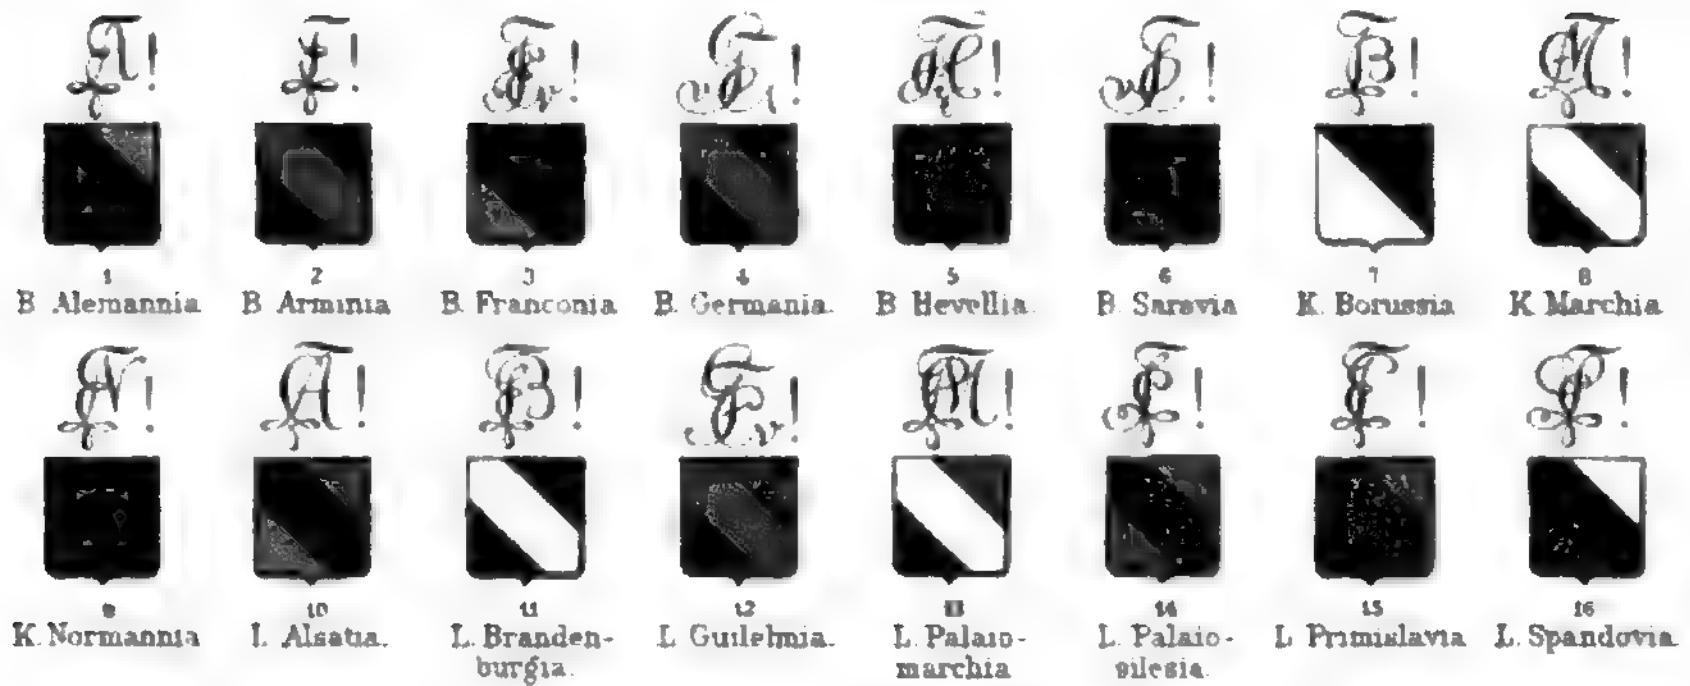 1 2 3 4 5 6 7 8
B. Alemannia B. Arminia B. Franconia B. Germania. B. Hevellia. B. Saravia K. Borussia K. Marchia
9 10 11 12 13 14 15 16
K. Normannia L. Alsatia. L. Branden- L. Guilelmia. L. Palaio- L. Palaio- L. Primislavia L. Spandovia.
burgia. marchia silesia.